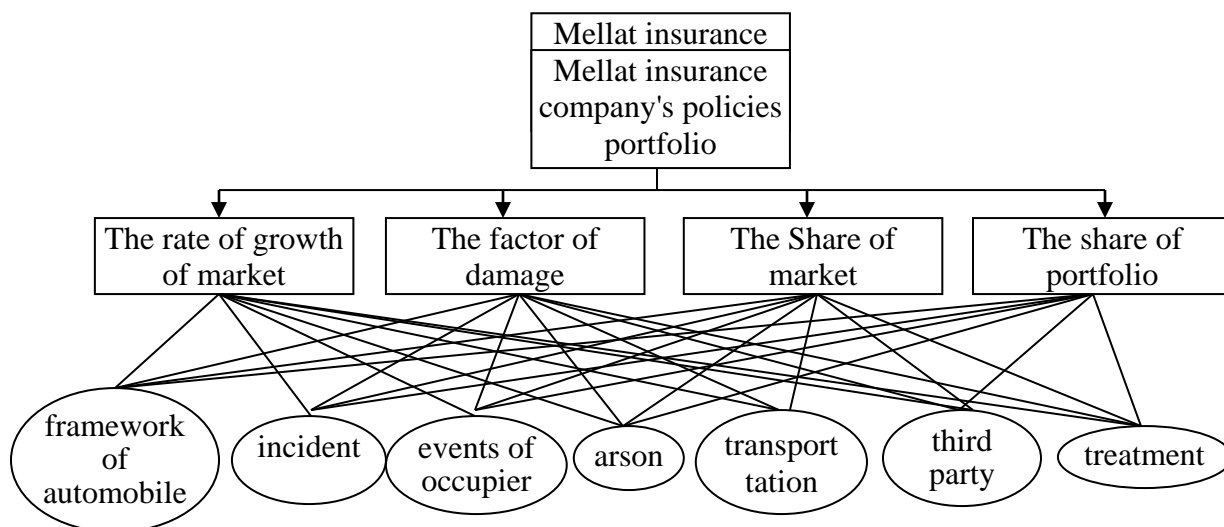 Mellat insurance
Mellat insurance
company's policies
portfolio
The rate of growth
of market
The factor of
damage
The Share of
market
The share of
portfolio
framework
of
automobile
incident
events of
occupier
arson
transport
tation
third
party
treatment